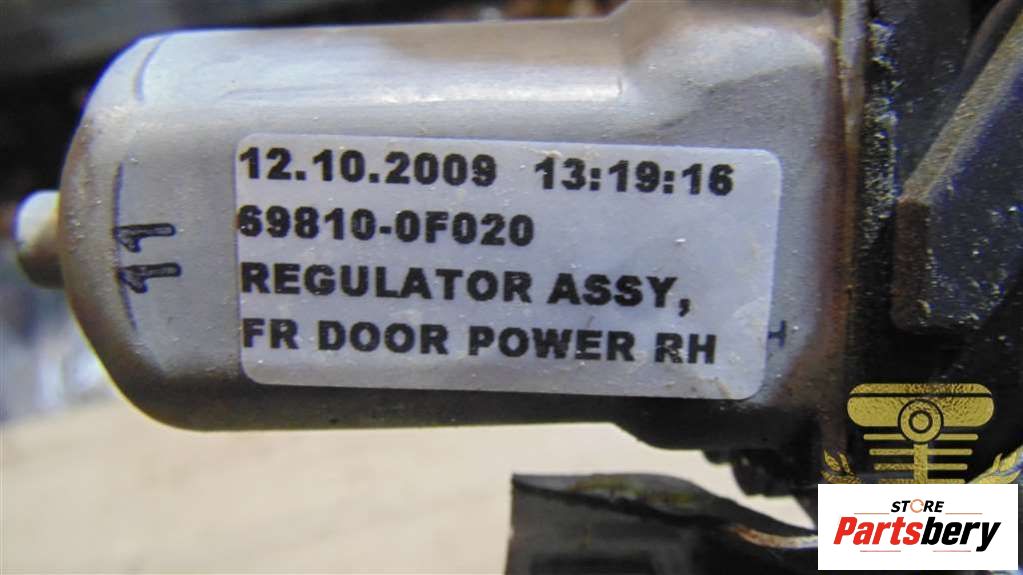 12.10.2009 13:19:16
69810-0F020
REGULATOR ASSY,
FR DOOR POWER RH
11
STORE
Partsbery